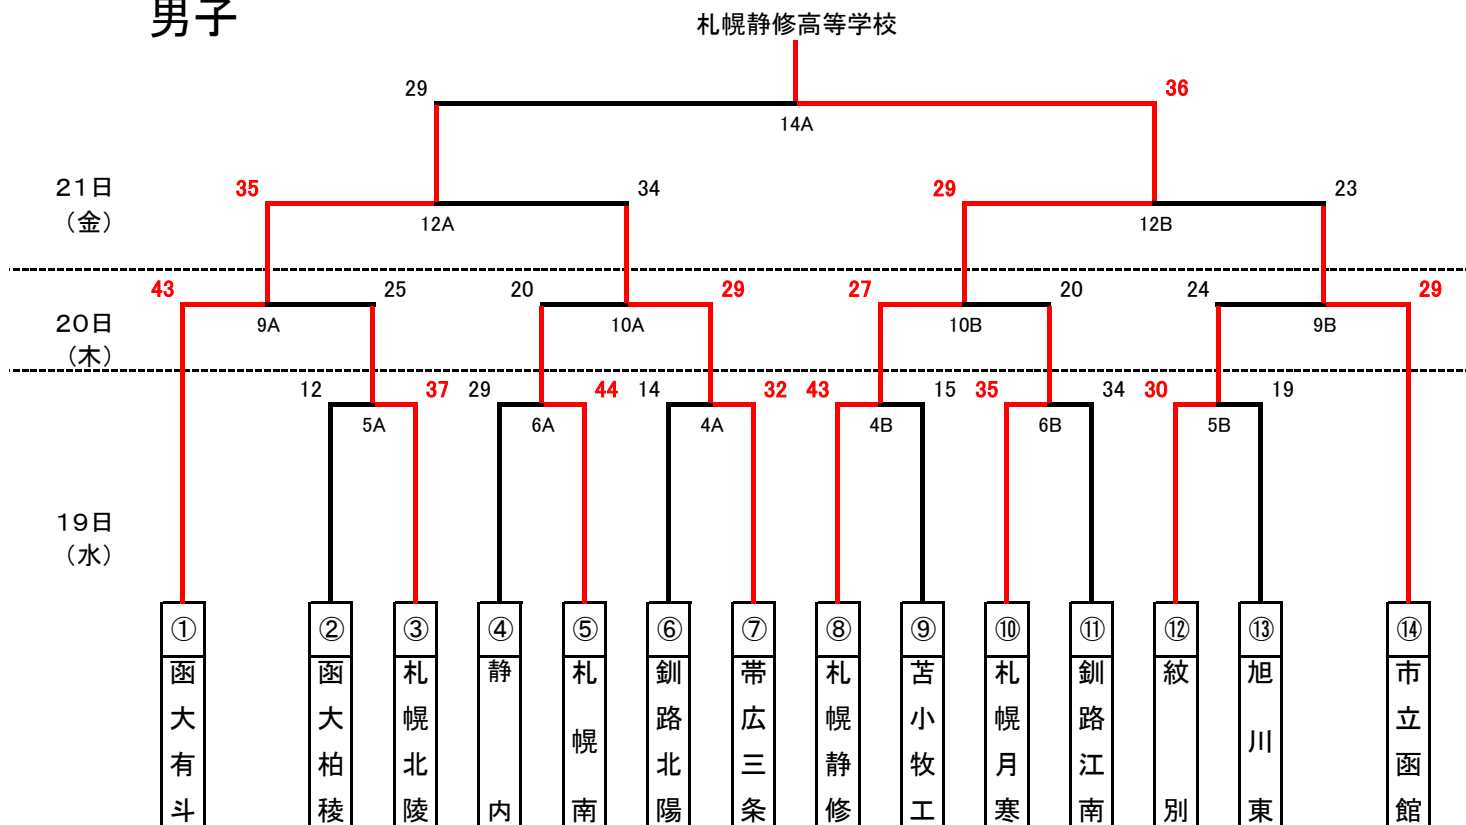 男子
札幌静修高等学校
29 36
14A
21日 35 34 29 23
（金） 12A 12B
43 25 20 29 27 20 24 29
20日 9A 10A 10B 9B
（木）
12 37 29 44 14 32 43 15 35 34 30 19
5A 6A 4A 4B 6B 5B
19日
（水）
① ② ③ ④ ⑤ ⑥ ⑦ ⑧ ⑨ ⑩ ⑪ ⑫ ⑬ ⑭
函大有斗
函大柏稜
札幌北陵
静内
札幌南
釧路北陽
帯広三条
札幌静修
苫小牧工
札幌月寒
釧路江南
紋別
旭川東
市立函館